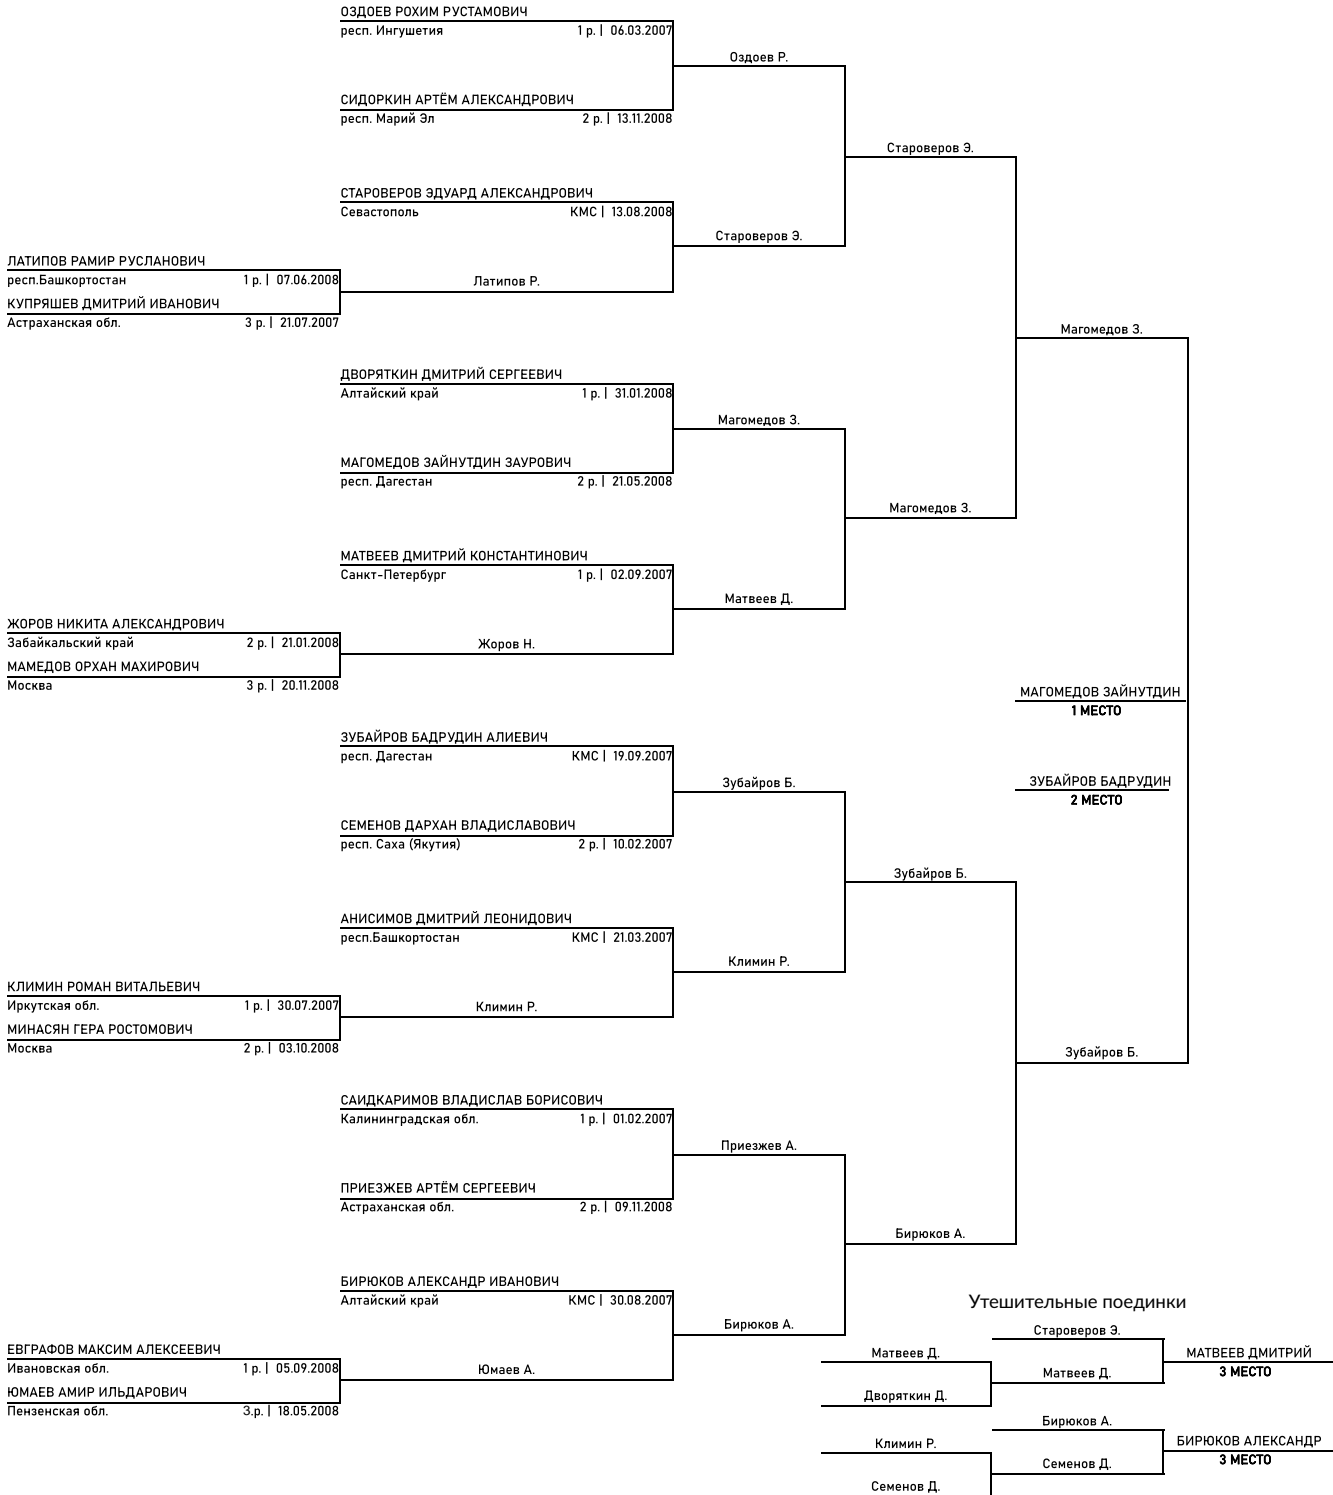 ОЗДОЕВ РОХИМ РУСТАМОВИЧ
респ. Ингушетия 1 р. | 06.03.2007
Оздоев Р.
СИДОРКИН АРТЁМ АЛЕКСАНДРОВИЧ
респ. Марий Эл 2 р. | 13.11.2008
Староверов Э.
СТАРОВЕРОВ ЭДУАРД АЛЕКСАНДРОВИЧ
Севастополь КМС | 13.08.2008
Староверов Э.
ЛАТИПОВ РАМИР РУСЛАНОВИЧ
респ.Башкортостан 1 р. | 07.06.2008
Латипов Р.
КУПРЯШЕВ ДМИТРИЙ ИВАНОВИЧ
Астраханская обл. 3 р. | 21.07.2007
Магомедов З.
ДВОРЯТКИН ДМИТРИЙ СЕРГЕЕВИЧ
Алтайский край 1 р. | 31.01.2008
Магомедов З.
МАГОМЕДОВ ЗАЙНУТДИН ЗАУРОВИЧ
респ. Дагестан 2 р. | 21.05.2008
Магомедов З.
МАТВЕЕВ ДМИТРИЙ КОНСТАНТИНОВИЧ
Санкт-Петербург 1 р. | 02.09.2007
Матвеев Д.
ЖОРОВ НИКИТА АЛЕКСАНДРОВИЧ
Забайкальский край 2 р. | 21.01.2008
Жоров Н.
МАМЕДОВ ОРХАН МАХИРОВИЧ
Москва 3 р. | 20.11.2008
МАГОМЕДОВ ЗАЙНУТДИН
1 МЕСТО
ЗУБАЙРОВ БАДРУДИН АЛИЕВИЧ
респ. Дагестан КМС | 19.09.2007
Зубайров Б.
ЗУБАЙРОВ БАДРУДИН
2 МЕСТО
СЕМЕНОВ ДАРХАН ВЛАДИСЛАВОВИЧ
респ. Саха (Якутия) 2 р. | 10.02.2007
Зубайров Б.
АНИСИМОВ ДМИТРИЙ ЛЕОНИДОВИЧ
респ.Башкортостан КМС | 21.03.2007
Климин Р.
КЛИМИН РОМАН ВИТАЛЬЕВИЧ
Иркутская обл. 1 р. | 30.07.2007
Климин Р.
МИНАСЯН ГЕРА РОСТОМОВИЧ
Москва 2 р. | 03.10.2008
Зубайров Б.
САИДКАРИМОВ ВЛАДИСЛАВ БОРИСОВИЧ
Калининградская обл. 1 р. | 01.02.2007
Приезжев А.
ПРИЕЗЖЕВ АРТЁМ СЕРГЕЕВИЧ
Астраханская обл. 2 р. | 09.11.2008
Бирюков А.
БИРЮКОВ АЛЕКСАНДР ИВАНОВИЧ
Алтайский край КМС | 30.08.2007
Бирюков А.
ЕВГРАФОВ МАКСИМ АЛЕКСЕЕВИЧ
Ивановская обл. 1 р. | 05.09.2008
Юмаев А.
ЮМАЕВ АМИР ИЛЬДАРОВИЧ
Пензенская обл. 3.р. | 18.05.2008
Утешительные поединки
Староверов Э.
Матвеев Д.
МАТВЕЕВ ДМИТРИЙ
3 МЕСТО
Матвеев Д.
Дворяткин Д.
Бирюков А.
Климин Р.
БИРЮКОВ АЛЕКСАНДР
3 МЕСТО
Семенов Д.
Семенов Д.